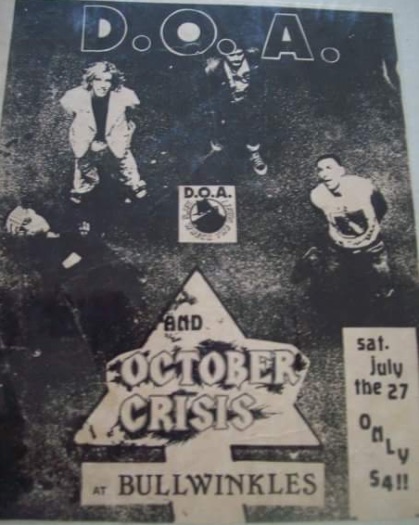 D.O.A.
D.O.A.
AND
OCTOBER
CRISIS
AT BULLWINKLES
sat.
july
the 27
ONLY
$4!!